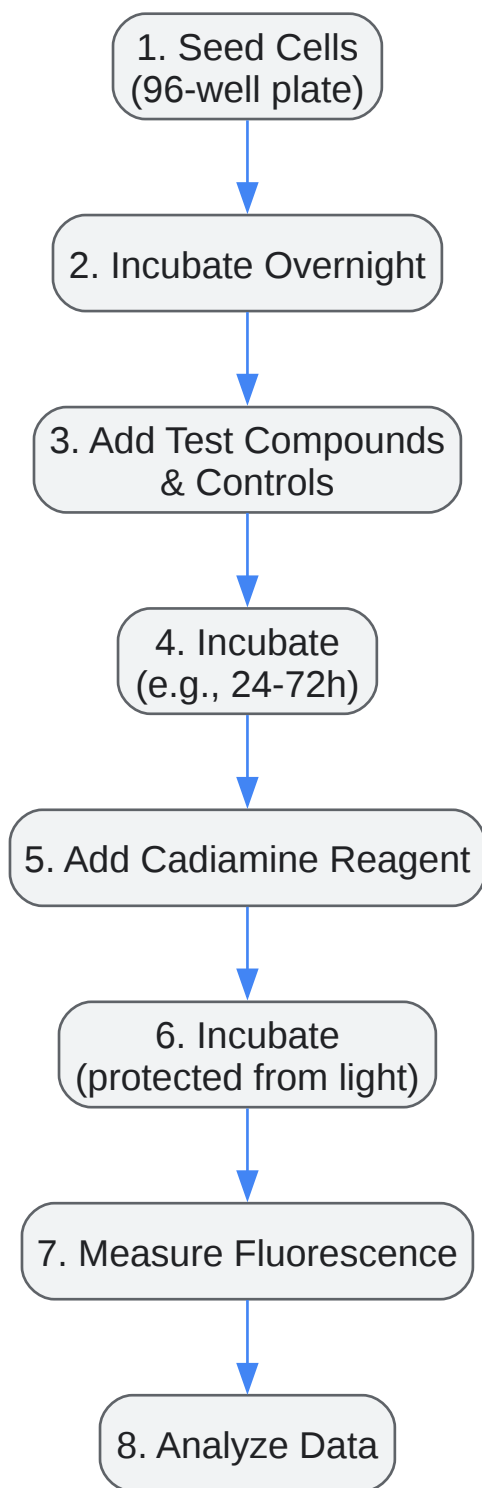 1. Seed Cells
(96-well plate)
2. Incubate Overnight
3. Add Test Compounds
& Controls
4. Incubate
(e.g., 24-72h)
5. Add Cadiamine Reagent
6. Incubate
(protected from light)
7. Measure Fluorescence
8. Analyze Data